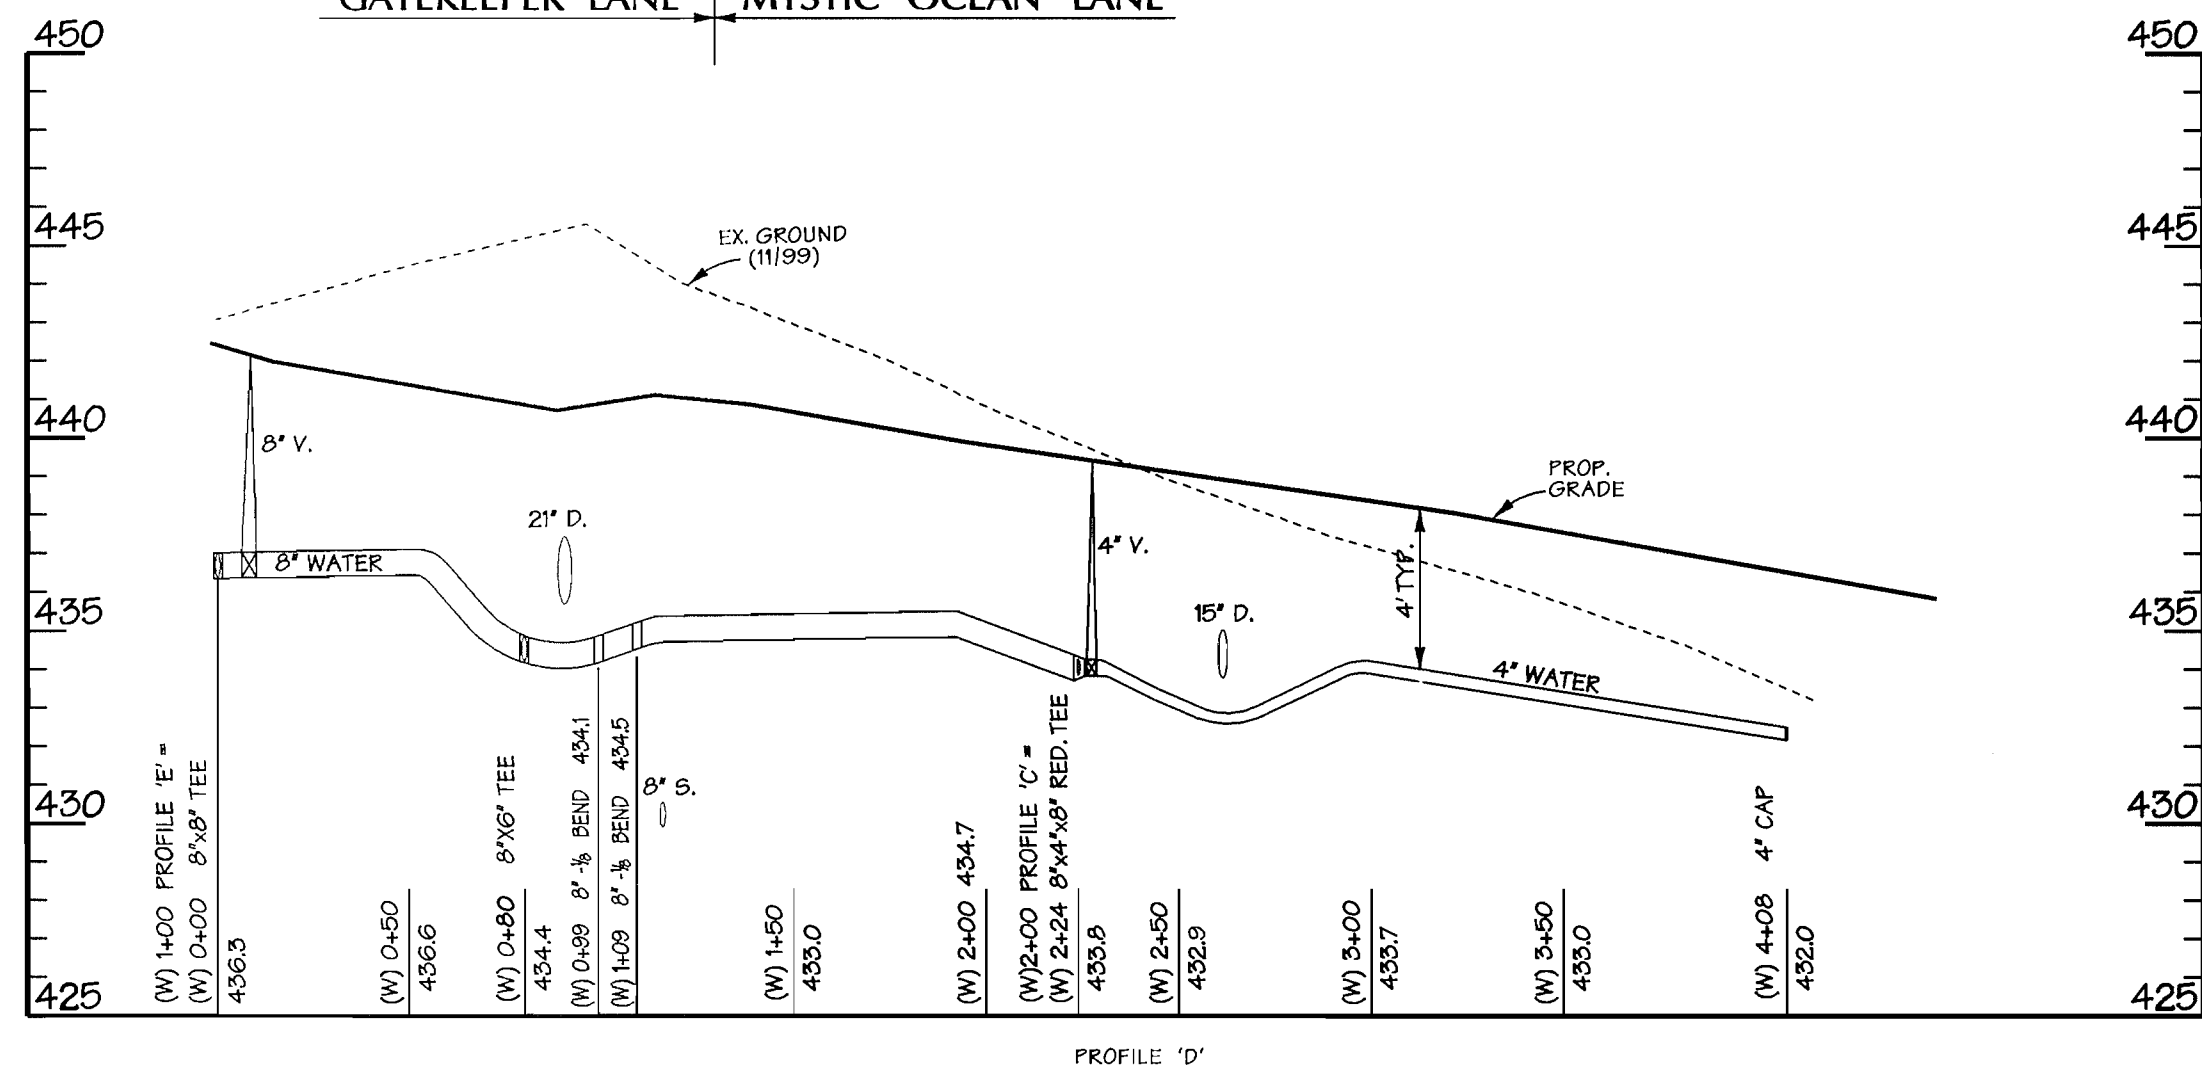 GATEKEEPER LANE
MYSTIC OCEAN LANE
450
450
445
445
440
440
435
435
430
430
425
425
EX. GROUND
(11/99)
PROP.
GRADE
8" V.
21" D.
8" WATER
4" V.
15" D.
4' TYP.
4" WATER
8" S.
(W) 1+00 PROFILE 'E' =
(W) 0+00 8"x8" TEE
436.3
(W) 0+50
436.6
(W) 0+80 8"X6" TEE
434.4
(W) 0+99 8" -⅛ BEND 434.1
(W) 1+09 8" -⅛ BEND 434.5
(W) 1+50
433.0
(W) 2+00 434.7
(W)2+00 PROFILE 'C' =
(W) 2+24 8"x4"x8" RED. TEE
433.8
(W) 2+50
432.9
(W) 3+00
433.7
(W) 3+50
433.0
(W) 4+08 4" CAP
432.0
PROFILE 'D'